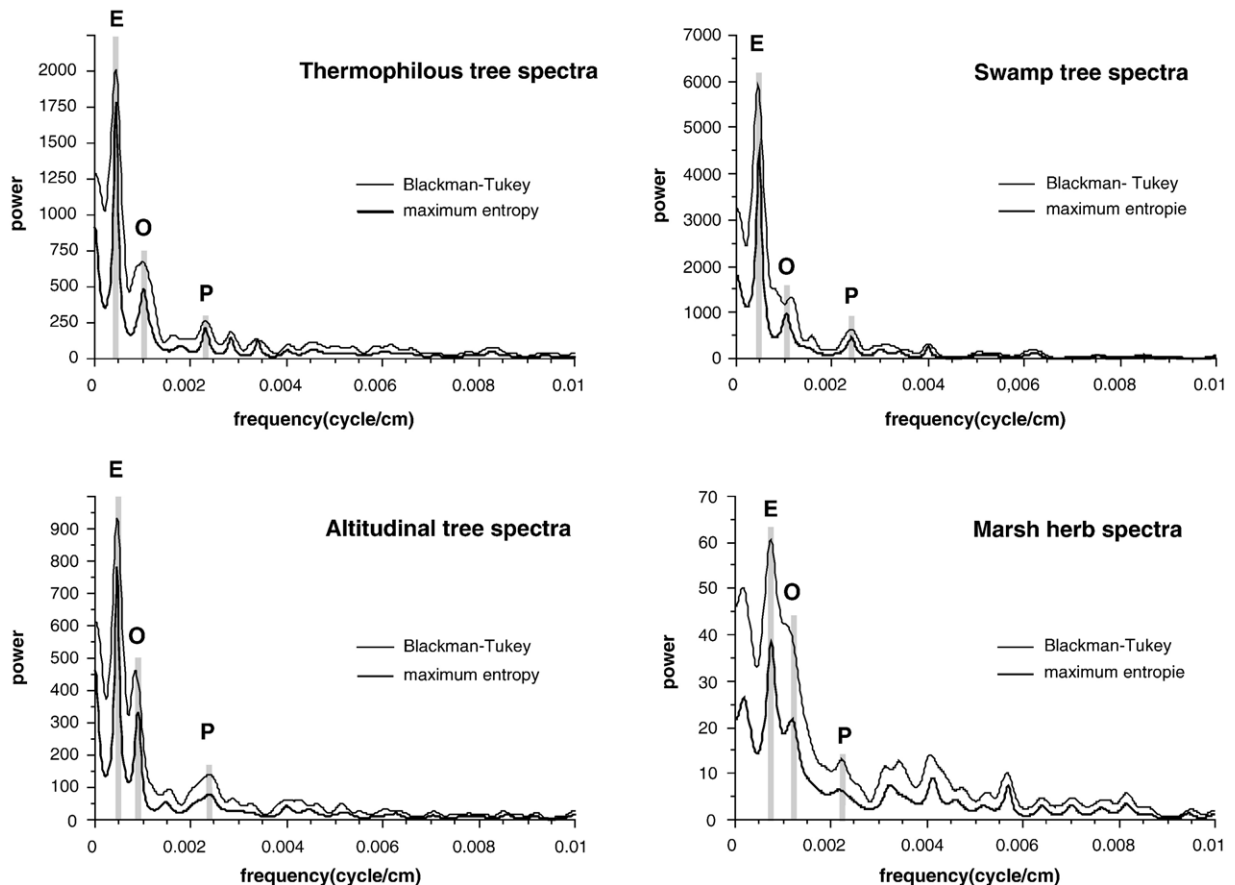 E
Thermophilous tree spectra
2000
1750
1500
1250
1000
750
500
250
0
power
O
P
Blackman-Tukey
maximum entropy
0 0.002 0.004 0.006 0.008 0.01
frequency(cycle/cm)
E
Swamp tree spectra
7000
6000
5000
4000
3000
2000
1000
0
power
O
P
Blackman- Tukey
maximum entropie
0 0.002 0.004 0,006 0.008 0.01
frequency(cycle/cm)
E
Altitudinal tree spectra
900
800
700
600
500
400
300
200
100
0
power
O
P
Blackman-Tukey
maximum entropy
0 0.002 0.004 0.006 0.008 0.01
frequency(cycle/cm)
E
Marsh herb spectra
70
60
50
40
30
20
10
0
power
O
P
Blackman-Tukey
maximum entropie
0 0.002 0.004 0.006 0.008 0.01
frequency(cycle/cm)